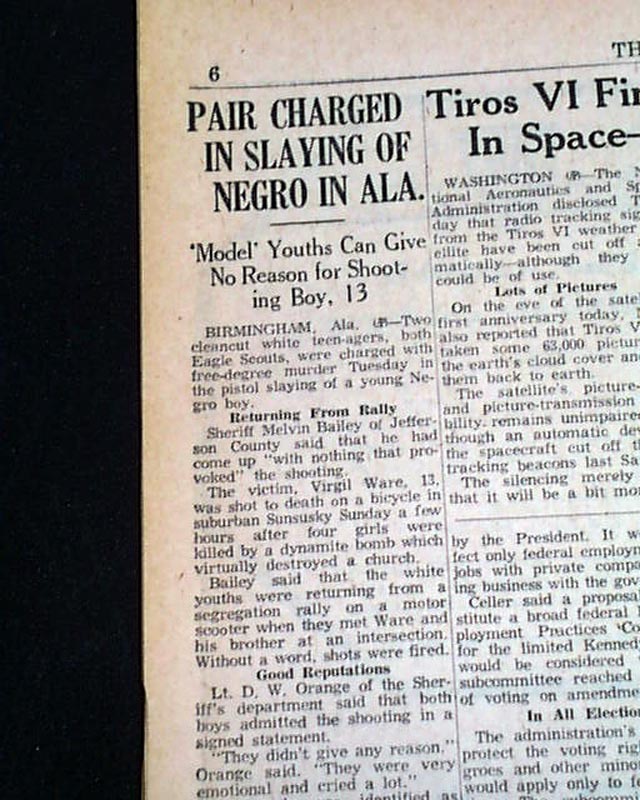 6
TH
PAIR CHARGED
IN SLAYING OF
NEGRO IN ALA.
'Model' Youths Can Give
No Reason for Shoot-
ing Boy, 13
BIRMINGHAM, Ala. (AP)—Two
cleancut white teen-agers, both
Eagle Scouts, were charged with
free-degree murder Tuesday in
the pistol slaying of a young Ne-
gro boy.
Returning From Rally
Sheriff Melvin Bailey of Jeffer-
son County said that he had
come up "with nothing that pro-
voked" the shooting.
The victim, Virgil Ware, 13,
was shot to death on a bicycle in
suburban Sunsusky Sunday a few
hours after four girls were
killed by a dynamite bomb which
virtually destroyed a church.
Bailey said that the white
youths were returning from a
segregation rally on a motor
scooter when they met Ware and
his brother at an intersection.
Without a word, shots were fired.
Good Reputations
Lt. D. W. Orange of the Sher-
iff's department said that both
boys admitted the shooting in a
signed statement.
"They didn't give any reason,"
Orange said. "They were very
emotional and cried a lot."
identified as
Tiros VI Fin
In Space—
WASHINGTON (AP)—The N
tional Aeronautics and Sp
Administration disclosed T
day that radio tracking sig
from the Tiros VI weather
ellite have been cut off
matically—although they
could be of use.
Lots of Pictures
On the eve of the sate
first anniversary today, N
also reported that Tiros V
taken some 63,000 pictur
the earth's cloud cover an
them back to earth.
The satellite's picture-
and picture-transmission
bility remains unimpaire
though an automatic dev
the spacecraft cut off th
tracking beacons last Sa
The silencing merely
that it will be a bit mo
by the President. It wo
fect only federal employm
jobs with private compa
ing business with the gov
Celler said a proposa
stitute a broad federal
ployment Practices Co
for the limited Kenned
would be considered
subcommittee reached
of voting on amendme
In All Election
The administration's
protect the voting righ
groes and other mino
would apply only to f